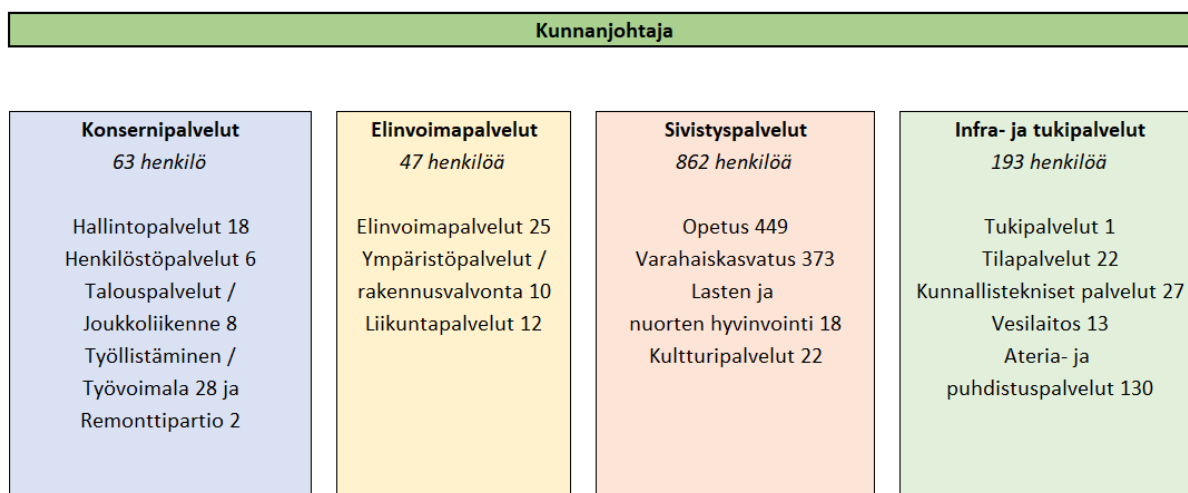 Kunnanjohtaja
Konsernipalvelut
63 henkilö
Hallintopalvelut 18
Henkilöstöpalvelut 6
Talouspalvelut /
Joukkoliikenne 8
Työllistäminen /
Työvoimala 28 ja
Remonttipartio 2
Elinvoimapalvelut
47 henkilöä
Elinvoimapalvelut 25
Ympäristöpalvelut /
rakennusvalvonta 10
Liikuntapalvelut 12
Sivistyspalvelut
862 henkilöä
Opetus 449
Varahaiskasvatus 373
Lasten ja
nuorten hyvinvointi 18
Kultturipalvelut 22
Infra- ja tukipalvelut
193 henkilöä
Tukipalvelut 1
Tilapalvelut 22
Kunnallistekniset palvelut 27
Vesilaitos 13
Ateria- ja
puhdistuspalvelut 130